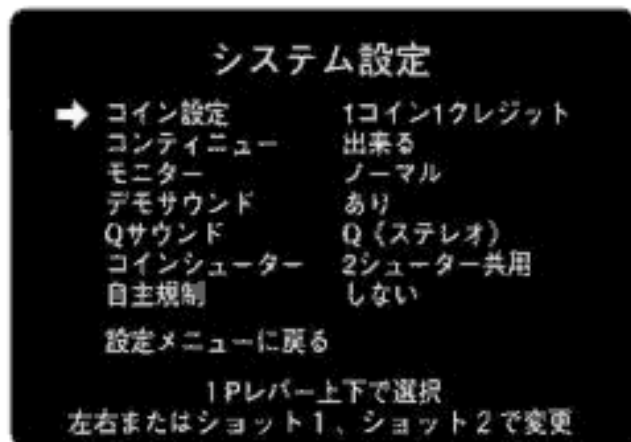 システム設定
➡ コイン設定 1コイン1クレジット
コンティニュー 出来る
モニター ノーマル
デモサウンド あり
Qサウンド Q《ステレオ》
コインシューター 2シューター共用
自主規制 しない
設定メニューに戻る
1Pレバー上下で選択
左右またはショット1、ショット2で変更